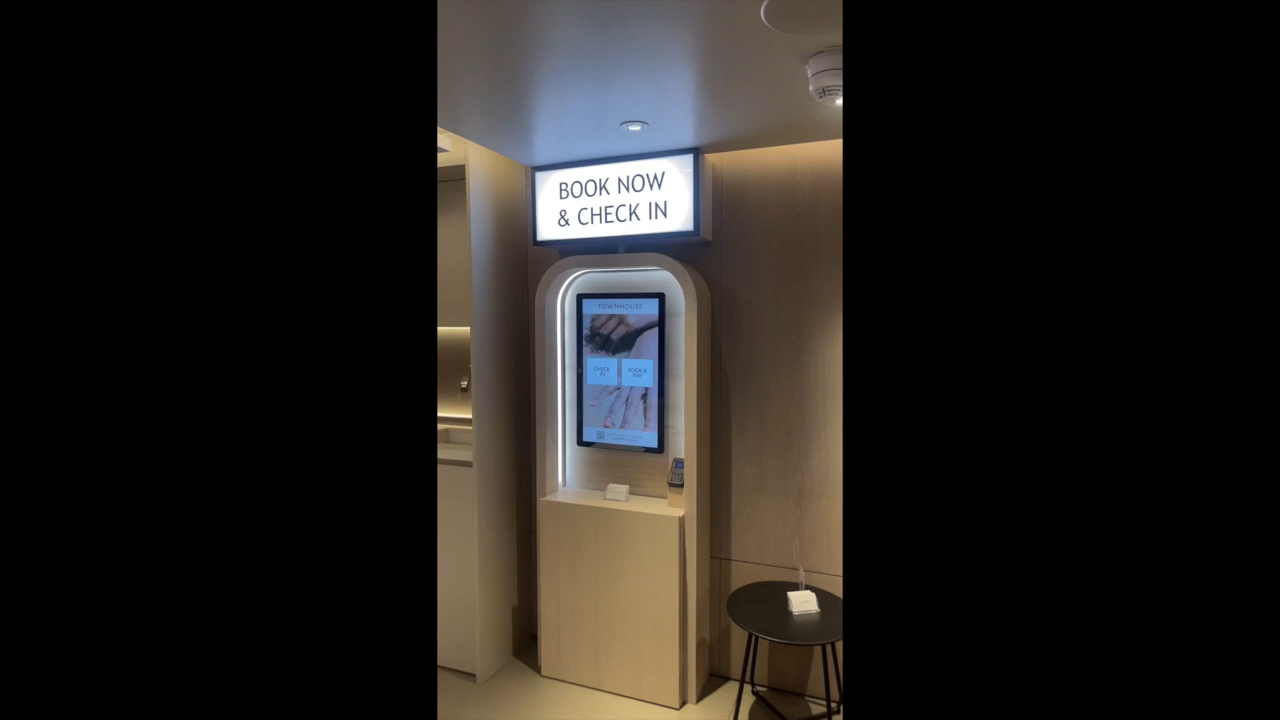 BOOK NOW
& CHECK IN
TOWNHOUSE
CHECK
IN
BOOK &
PAY